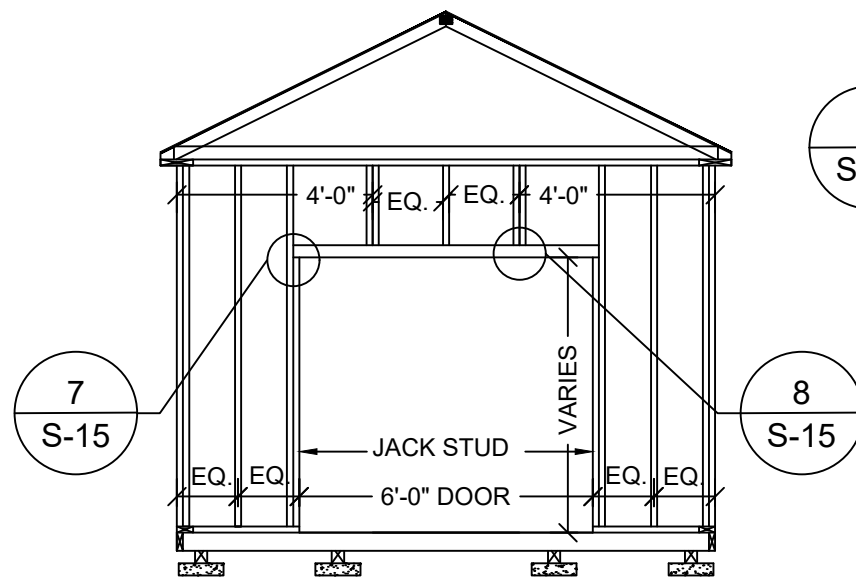 S
4'-0" EQ. EQ. 4'-0"
7
S-15
VARIES
8
S-15
JACK STUD
EQ. EQ. 6'-0" DOOR EQ. EQ.